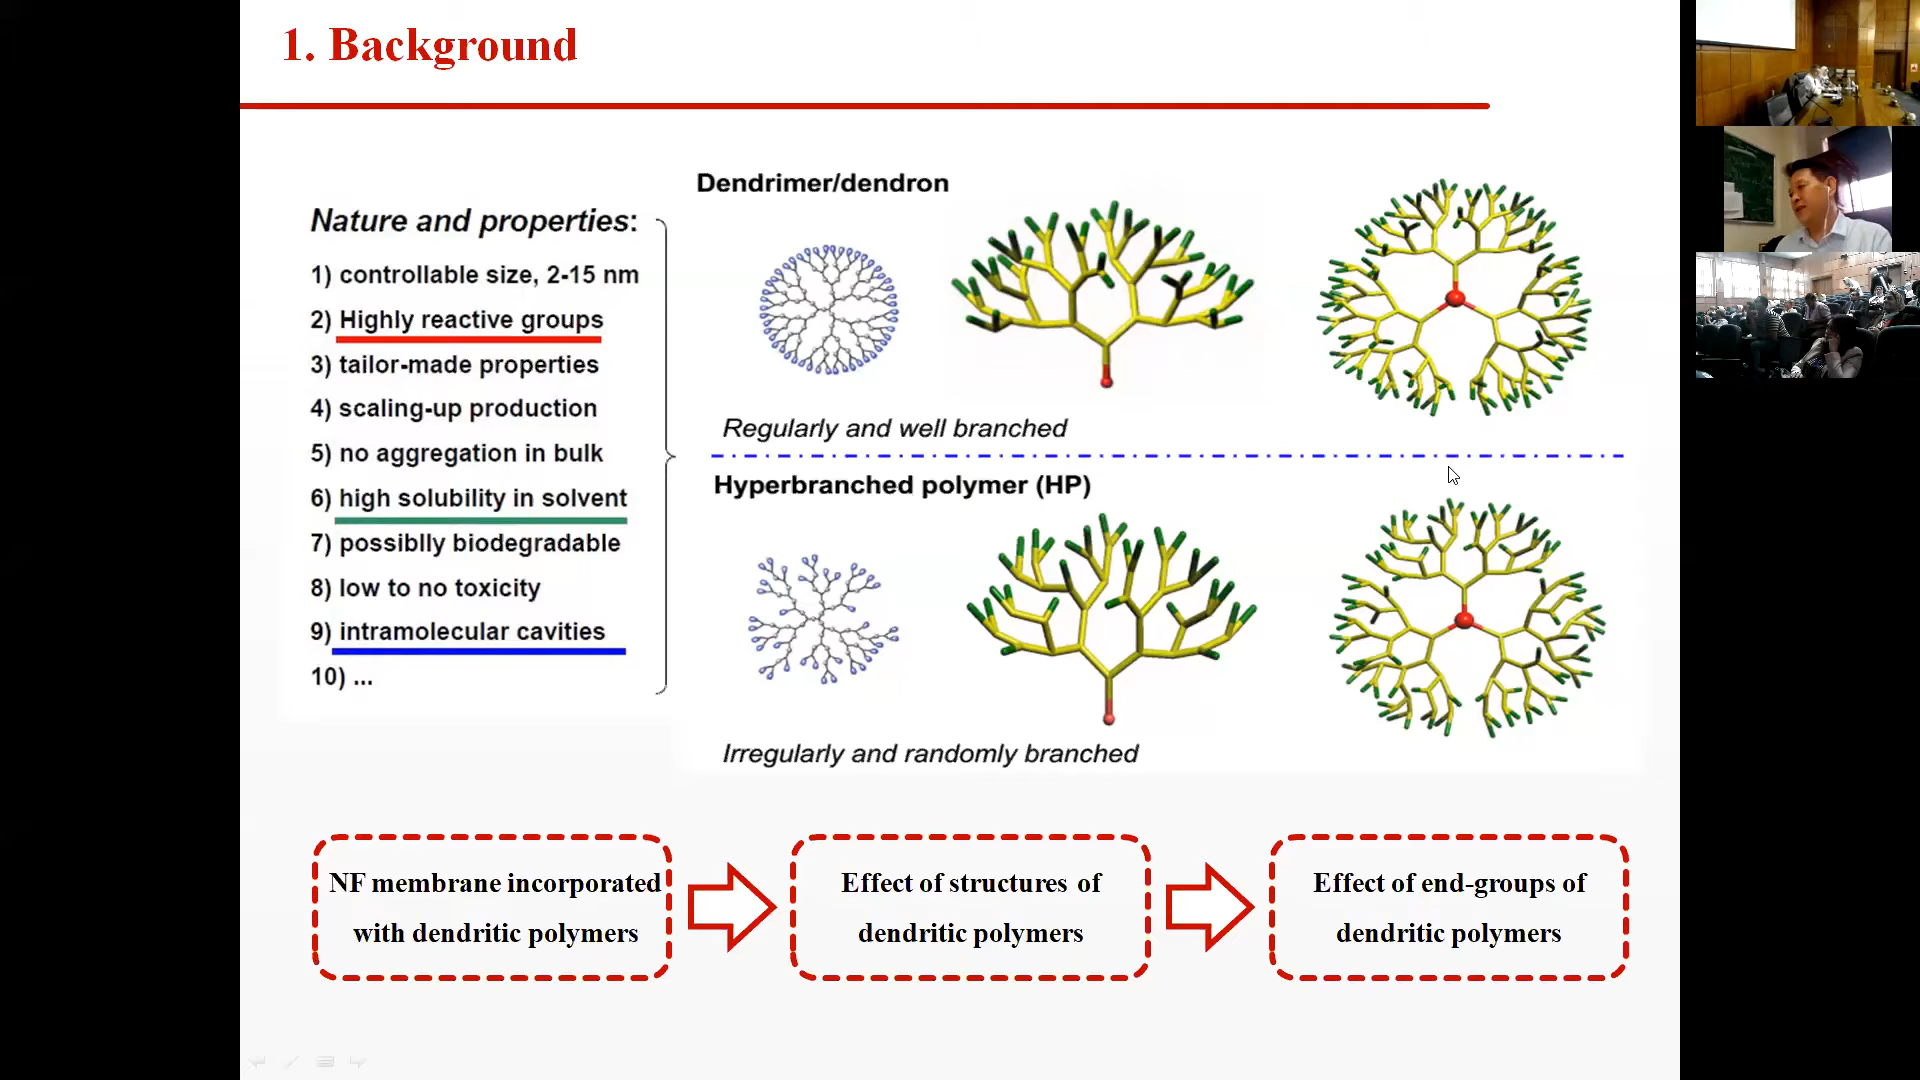 1. Background
Nature and properties:
1) controllable size, 2-15 nm
2) Highly reactive groups
3) tailor-made properties
4) scaling-up production
5) no aggregation in bulk
6) high solubility in solvent
7) possiblly biodegradable
8) low to no toxicity
9) intramolecular cavities
10) ...
Dendrimer/dendron
Regularly and well branched
Hyperbranched polymer (HP)
Irregularly and randomly branched
NF membrane incorporated
with dendritic polymers
Effect of structures of
dendritic polymers
Effect of end-groups of
dendritic polymers